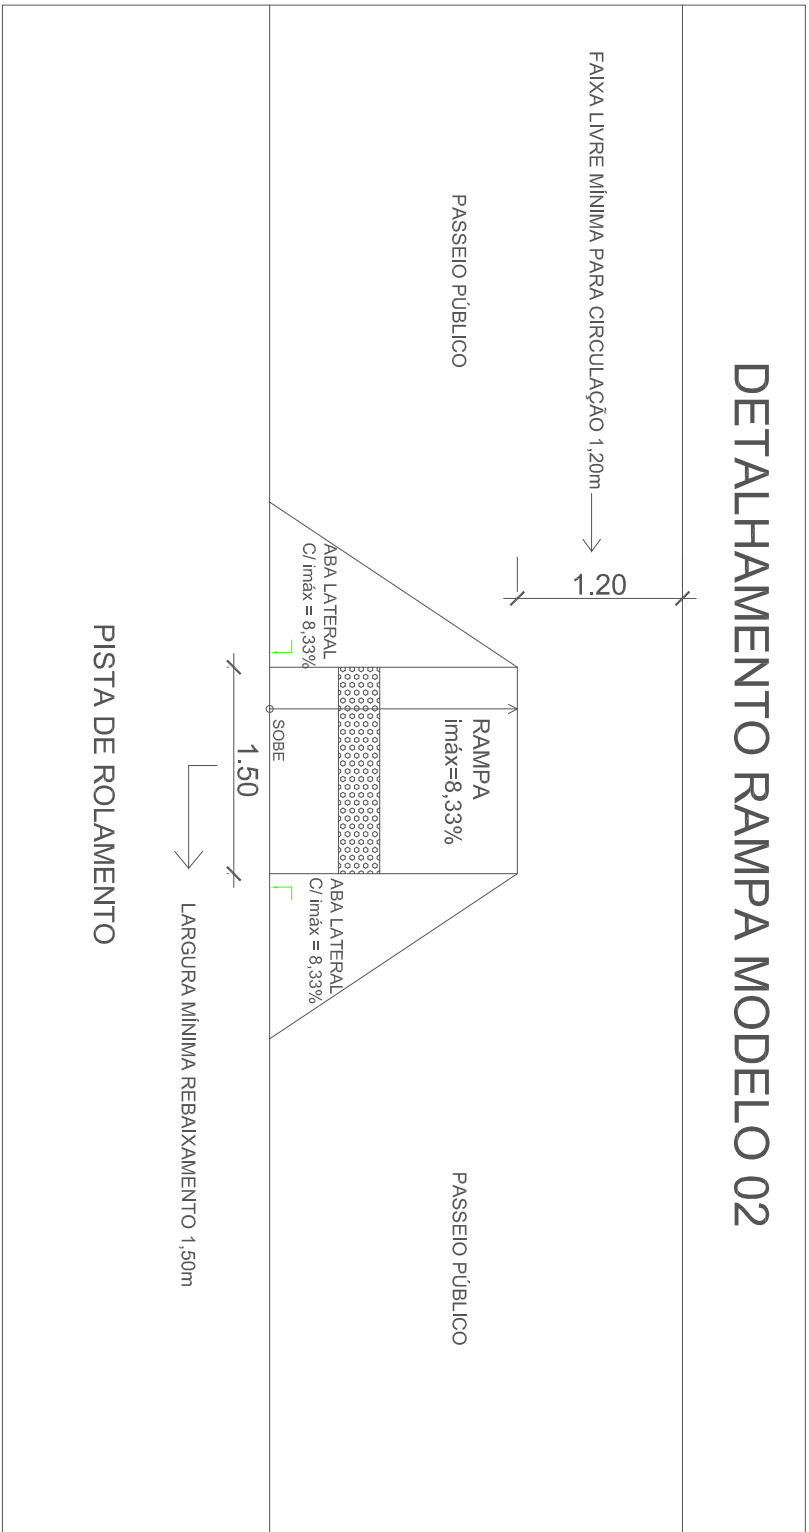 DETALHAMENTO RAMPA MODELO 02
FAIXA LIVRE MÍNIMA PARA CIRCULAÇÃO 1,20m
1.20
PASSEIO PÚBLICO
RAMPA
imáx=8,33%
PASSEIO PÚBLICO
ABA LATERAL
C/ imáx = 8,33%
SOBE
ABA LATERAL
C/ imáx = 8,33%
1.50
LARGURA MÍNIMA REBAIXAMENTO 1,50m
PISTA DE ROLAMENTO